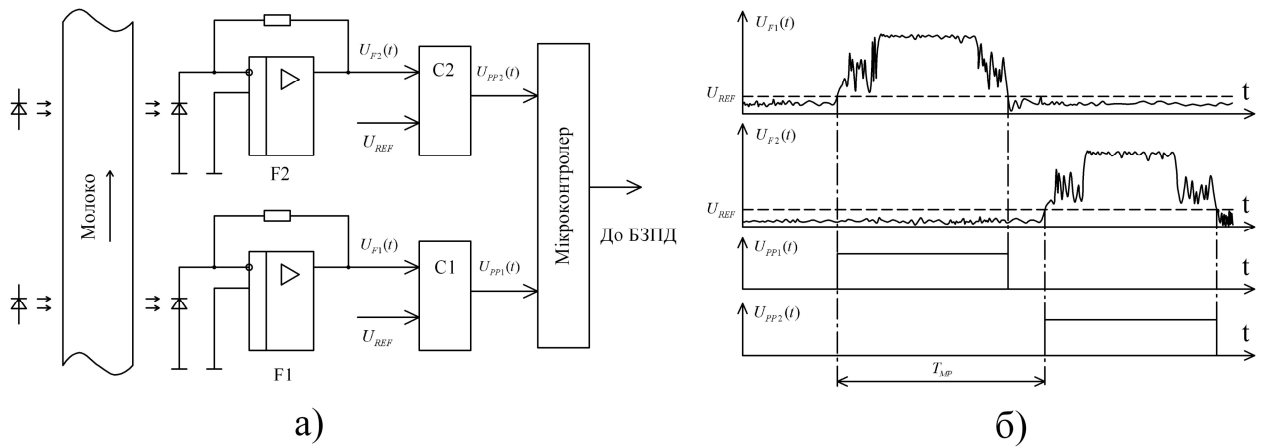 U_F2(t)
C2
U_PP2(t)
U_REF
F2
Молоко
Мікроконтролер
До БЗПД
U_F1(t)
C1
U_PP1(t)
U_REF
F1
а)
U_F1(t)
U_REF
t
U_F2(t)
U_REF
t
U_PP1(t)
t
U_PP2(t)
t
T_MP
б)